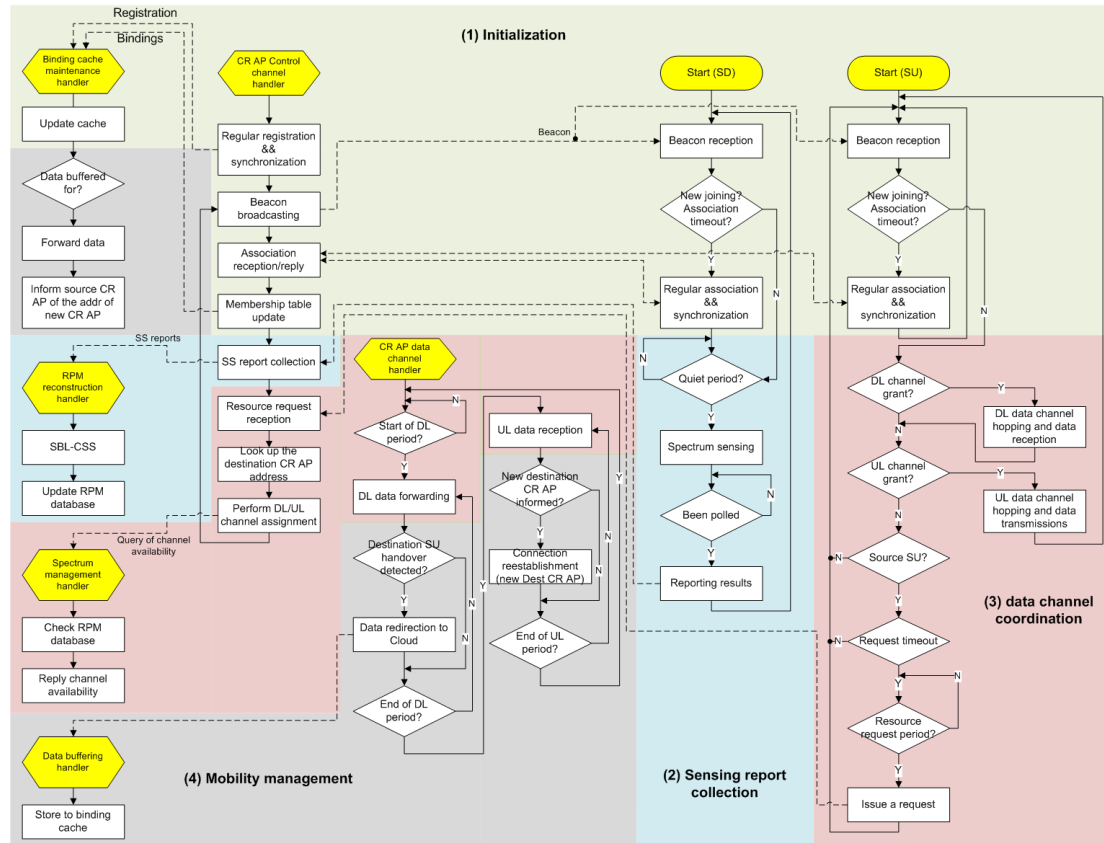 Registration
Bindings
(1) Initialization
Binding cache
maintenance
handler
CR AP Control
channel
handler
Start (SD)
Start (SU)
Update cache
Regular registration
&&
synchronization
Beacon
Beacon reception
Beacon reception
Data buffered
for?
Beacon
broadcasting
New joining?
Association
timeout?
New joining?
Association
timeout?
Forward data
Association
reception/reply
Y
Y
Inform source CR
AP of the addr of
new CR AP
Membership table
update
Regular association
&&
synchronization
N
Regular association
&&
synchronization
N
SS reports
SS report collection
CR AP data
channel
handler
RPM
reconstruction
handler
N
Quiet period?
DL channel
grant?
Y
Resource request
reception
N
Start of DL
period?
UL data reception
Y
N
DL data channel
hopping and data
reception
SBL-CSS
Look up the
destination CR AP
address
Y
Y
Spectrum sensing
UL channel
grant?
Y
Update RPM
database
DL data forwarding
New destination
CR AP
informed?
N
UL data channel
hopping and data
transmissions
Perform DL/UL
channel assignment
Y
Been polled
N
Query of channel
availability
Destination SU
handover
detected?
N
Y
Source SU?
N
Spectrum
management
handler
Connection
reestablishment
(new Dest CR AP)
N
Reporting results
Y
Y
Y
N
(3) data channel
coordination
Check RPM
database
Data redirection to
Cloud
N
End of UL
period?
Request timeout
N
Reply channel
availability
Y
N
End of DL
period?
Resource
request period?
Data buffering
handler
(4) Mobility management
(2) Sensing report
collection
Y
Store to binding
cache
Issue a request